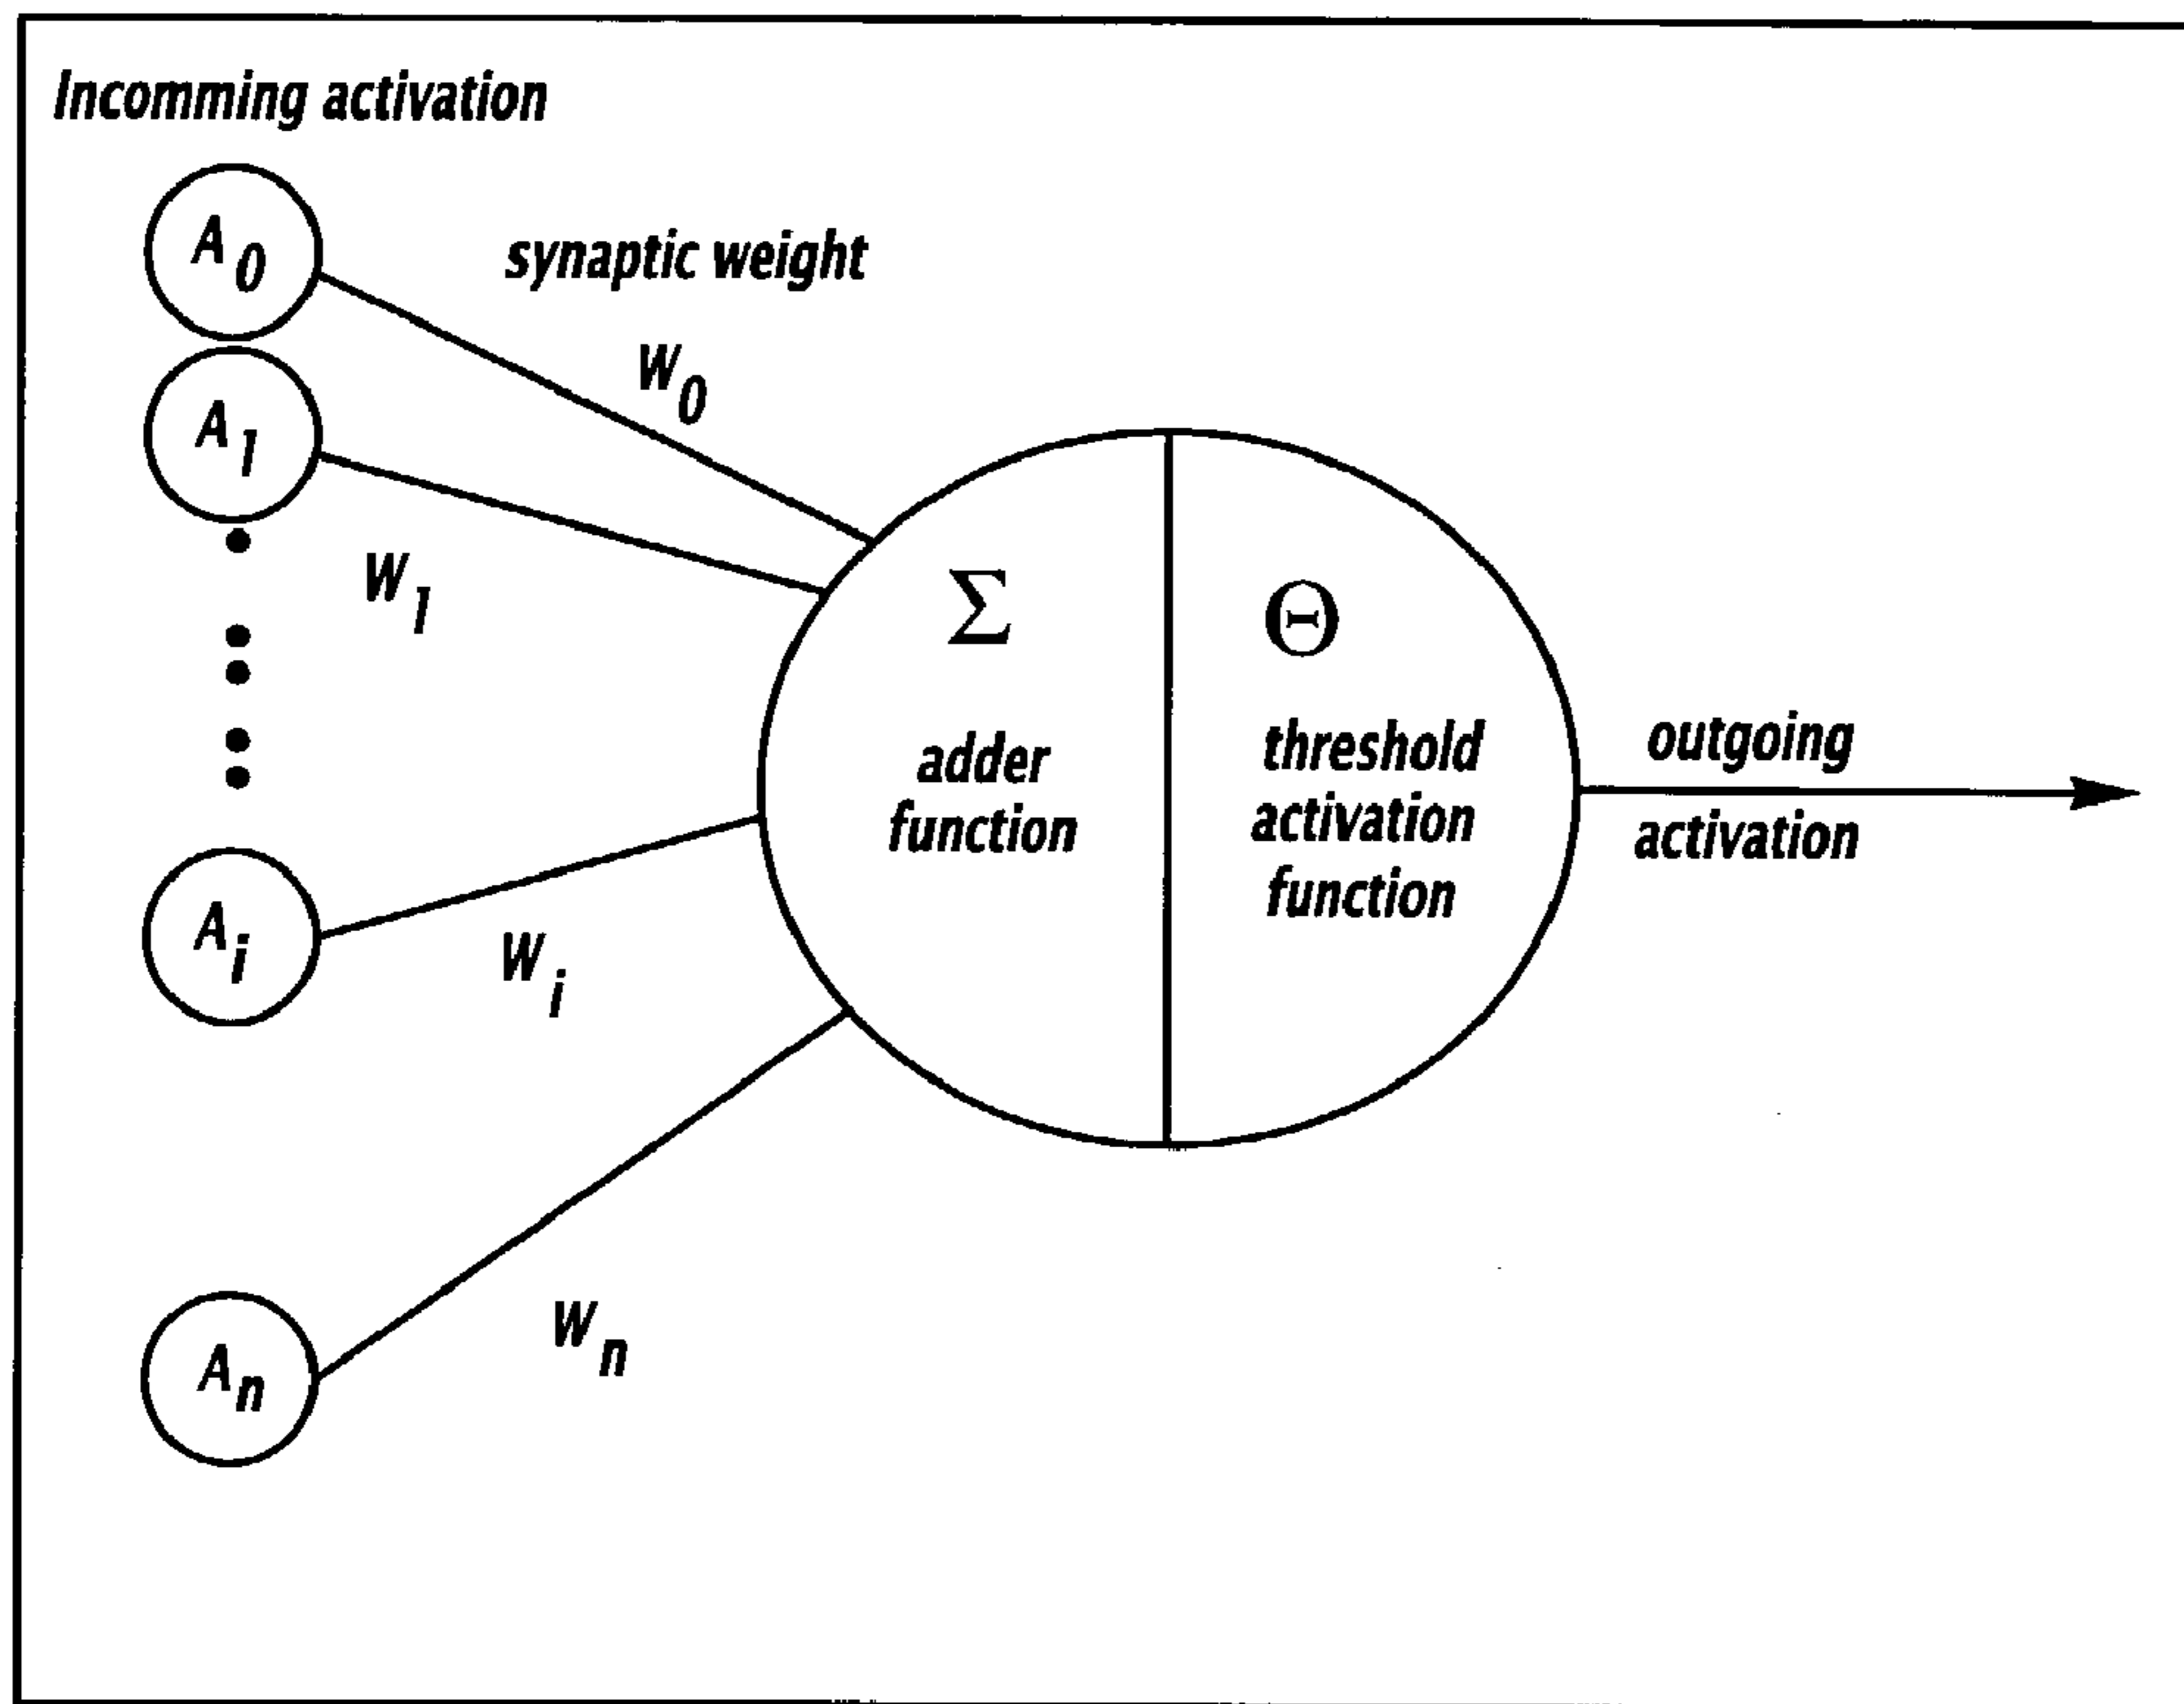 Incomming activation
A0
synaptic weight
W0
A1
W1
Σ
Θ
adder
function
threshold
activation
function
outgoing
activation
Ai
Wi
Wn
An